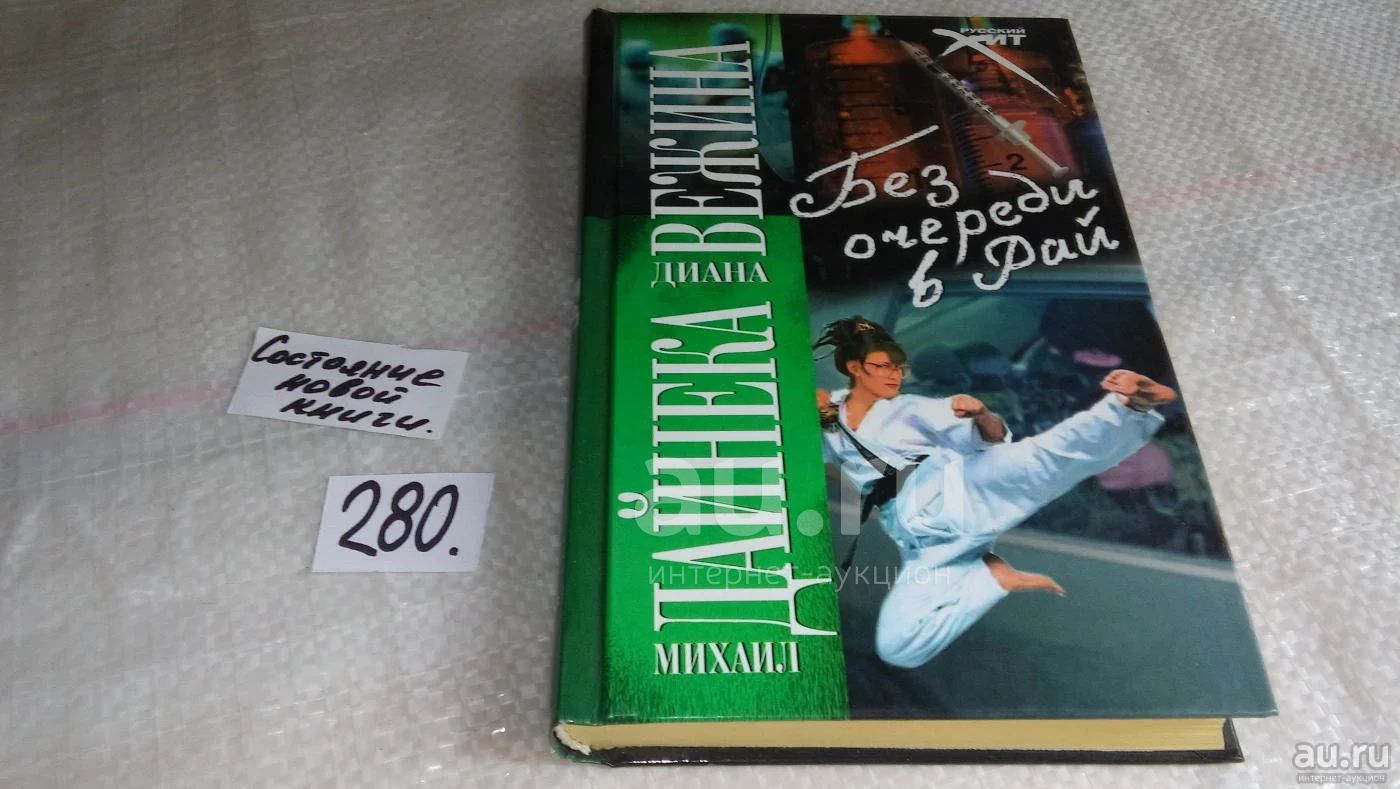 РУССКИЙ
ХИТ
Без
очереди
в Рай
ДИАНА ВЕЖИНА
МИХАИЛ ДАЙНЕКА
2
Состояние
новой
книги.
280.
au.ru
интернет-аукцион
au.ru
интернет-аукцион